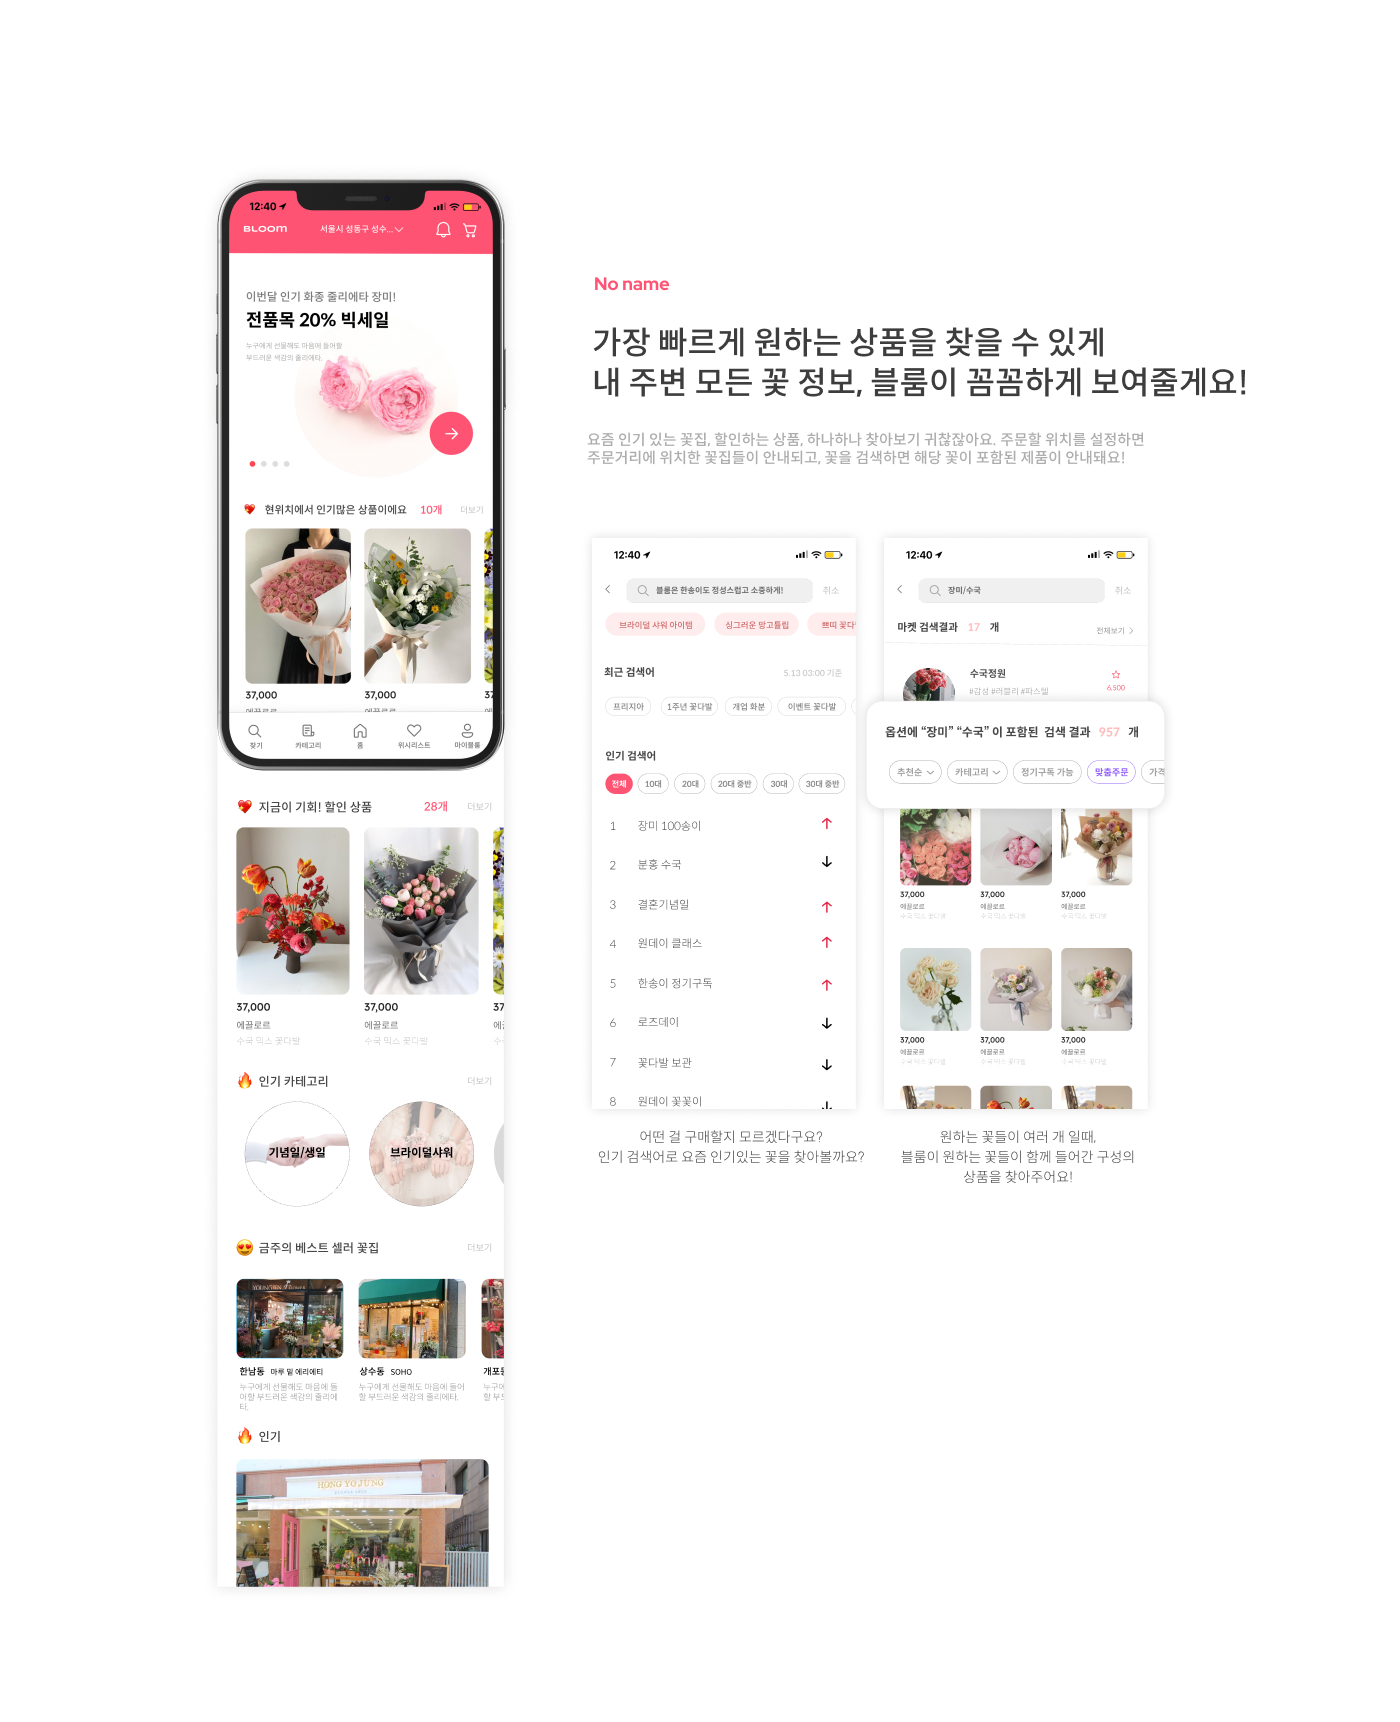 12:40
BLOOM
서울시 성동구 성수...
이번달 인기 화종 줄리에타 장미!
전품목 20% 빅세일
누구에게 선물해도 마음에 들어할
부드러운 색감의 줄리에타.
현위치에서 인기많은 상품이에요 10개 더보기
37,000 37,000 37
에끌로르 에끌로르
찾기 카테고리 홈 위시리스트 마이블룸
지금이 기회! 할인 상품 28개 더보기
37,000 37,000 37
에끌로르 에끌로르
수국 믹스 꽃다발 수국 믹스 꽃다발
인기 카테고리 더보기
기념일/생일 브라이덜샤워
금주의 베스트 셀러 꽃집 더보기
한남동 마루 밑 에리에티 상수동 SOHO 개포동
누구에게 선물해도 마음에 들 누구에게 선물해도 마음에 들어
어할 부드러운 색감의 줄리에 할 부드러운 색감의 줄리에타.
타.
인기
HONG YO JUNG
No name
가장 빠르게 원하는 상품을 찾을 수 있게
내 주변 모든 꽃 정보, 블룸이 꼼꼼하게 보여줄게요!
요즘 인기 있는 꽃집, 할인하는 상품, 하나하나 찾아보기 귀찮잖아요. 주문할 위치를 설정하면
주문거리에 위치한 꽃집들이 안내되고, 꽃을 검색하면 해당 꽃이 포함된 제품이 안내돼요!
12:40
블룸은 한송이도 정성스럽고 소중하게! 취소
브라이덜 샤워 아이템 싱그러운 망고튤립 쁘띠 꽃다
최근 검색어 5.13 03:00 기준
프리지아 1주년 꽃다발 개업 화분 이벤트 꽃다발
인기 검색어
전체 10대 20대 20대 중반 30대 30대 중반
1 장미 100송이
2 분홍 수국
3 결혼기념일
4 원데이 클래스
5 한송이 정기구독
6 로즈데이
7 꽃다발 보관
8 원데이 꽃꽂이
어떤 걸 구매할지 모르겠다구요?
인기 검색어로 요즘 인기있는 꽃을 찾아볼까요?
12:40
장미/수국 취소
마켓 검색결과 17 개 전체보기
수국정원
#감성 #러블리 #파스텔 6,500
옵션에 “장미” “수국” 이 포함된 검색 결과 957 개
추천순 카테고리 정기구독 가능 맞춤주문 가격
37,000 37,000 37,000
에끌로르 에끌로르 에끌로르
수국 믹스 꽃다발 수국 믹스 꽃다발 수국 믹스 꽃다발
37,000 37,000 37,000
에끌로르 에끌로르 에끌로르
수국 믹스 꽃다발 수국 믹스 꽃다발 수국 믹스 꽃다발
원하는 꽃들이 여러 개 일때,
블룸이 원하는 꽃들이 함께 들어간 구성의
상품을 찾아주어요!